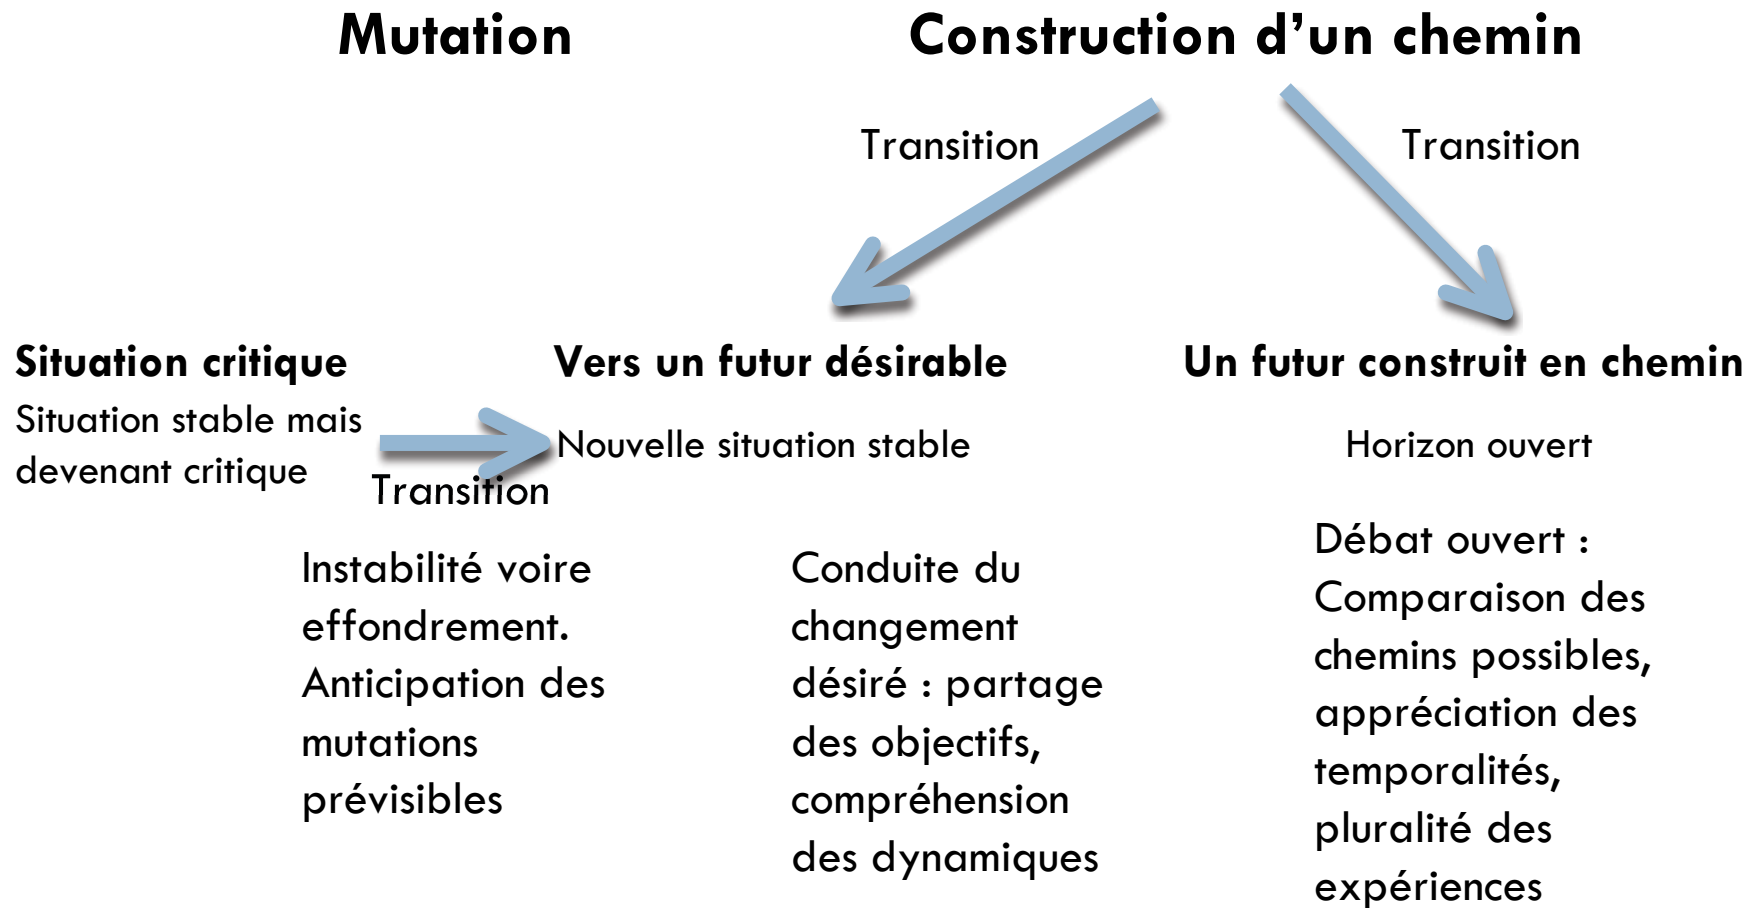 Mutation
Construction d’un chemin
Transition
Transition
Situation critique
Situation stable mais
devenant critique
Transition
Vers un futur désirable
Nouvelle situation stable
Un futur construit en chemin
Horizon ouvert
Instabilité voire
effondrement.
Anticipation des
mutations
prévisibles
Conduite du
changement
désiré : partage
des objectifs,
compréhension
des dynamiques
Débat ouvert :
Comparaison des
chemins possibles,
appréciation des
temporalités,
pluralité des
expériences